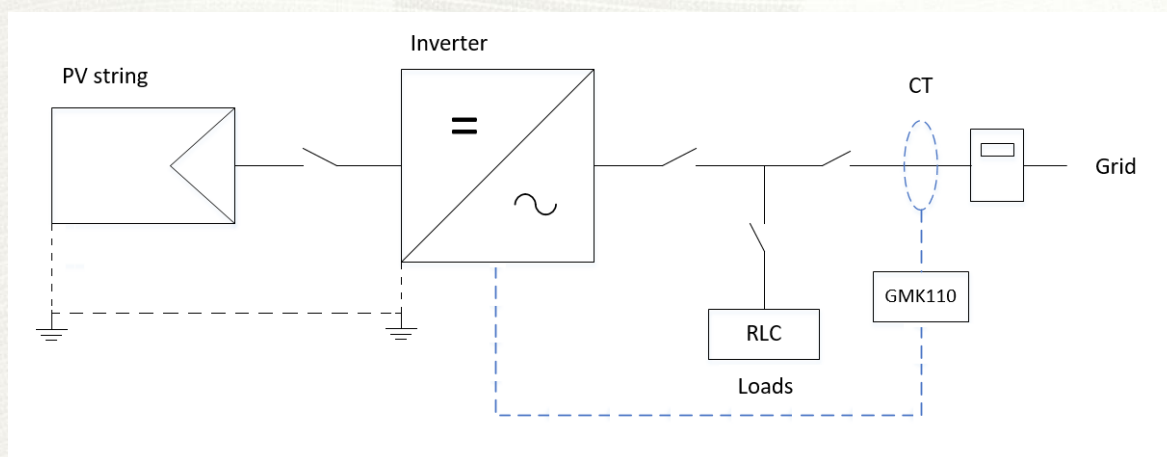 Inverter
PV string
CT
Grid
GMK110
RLC
Loads